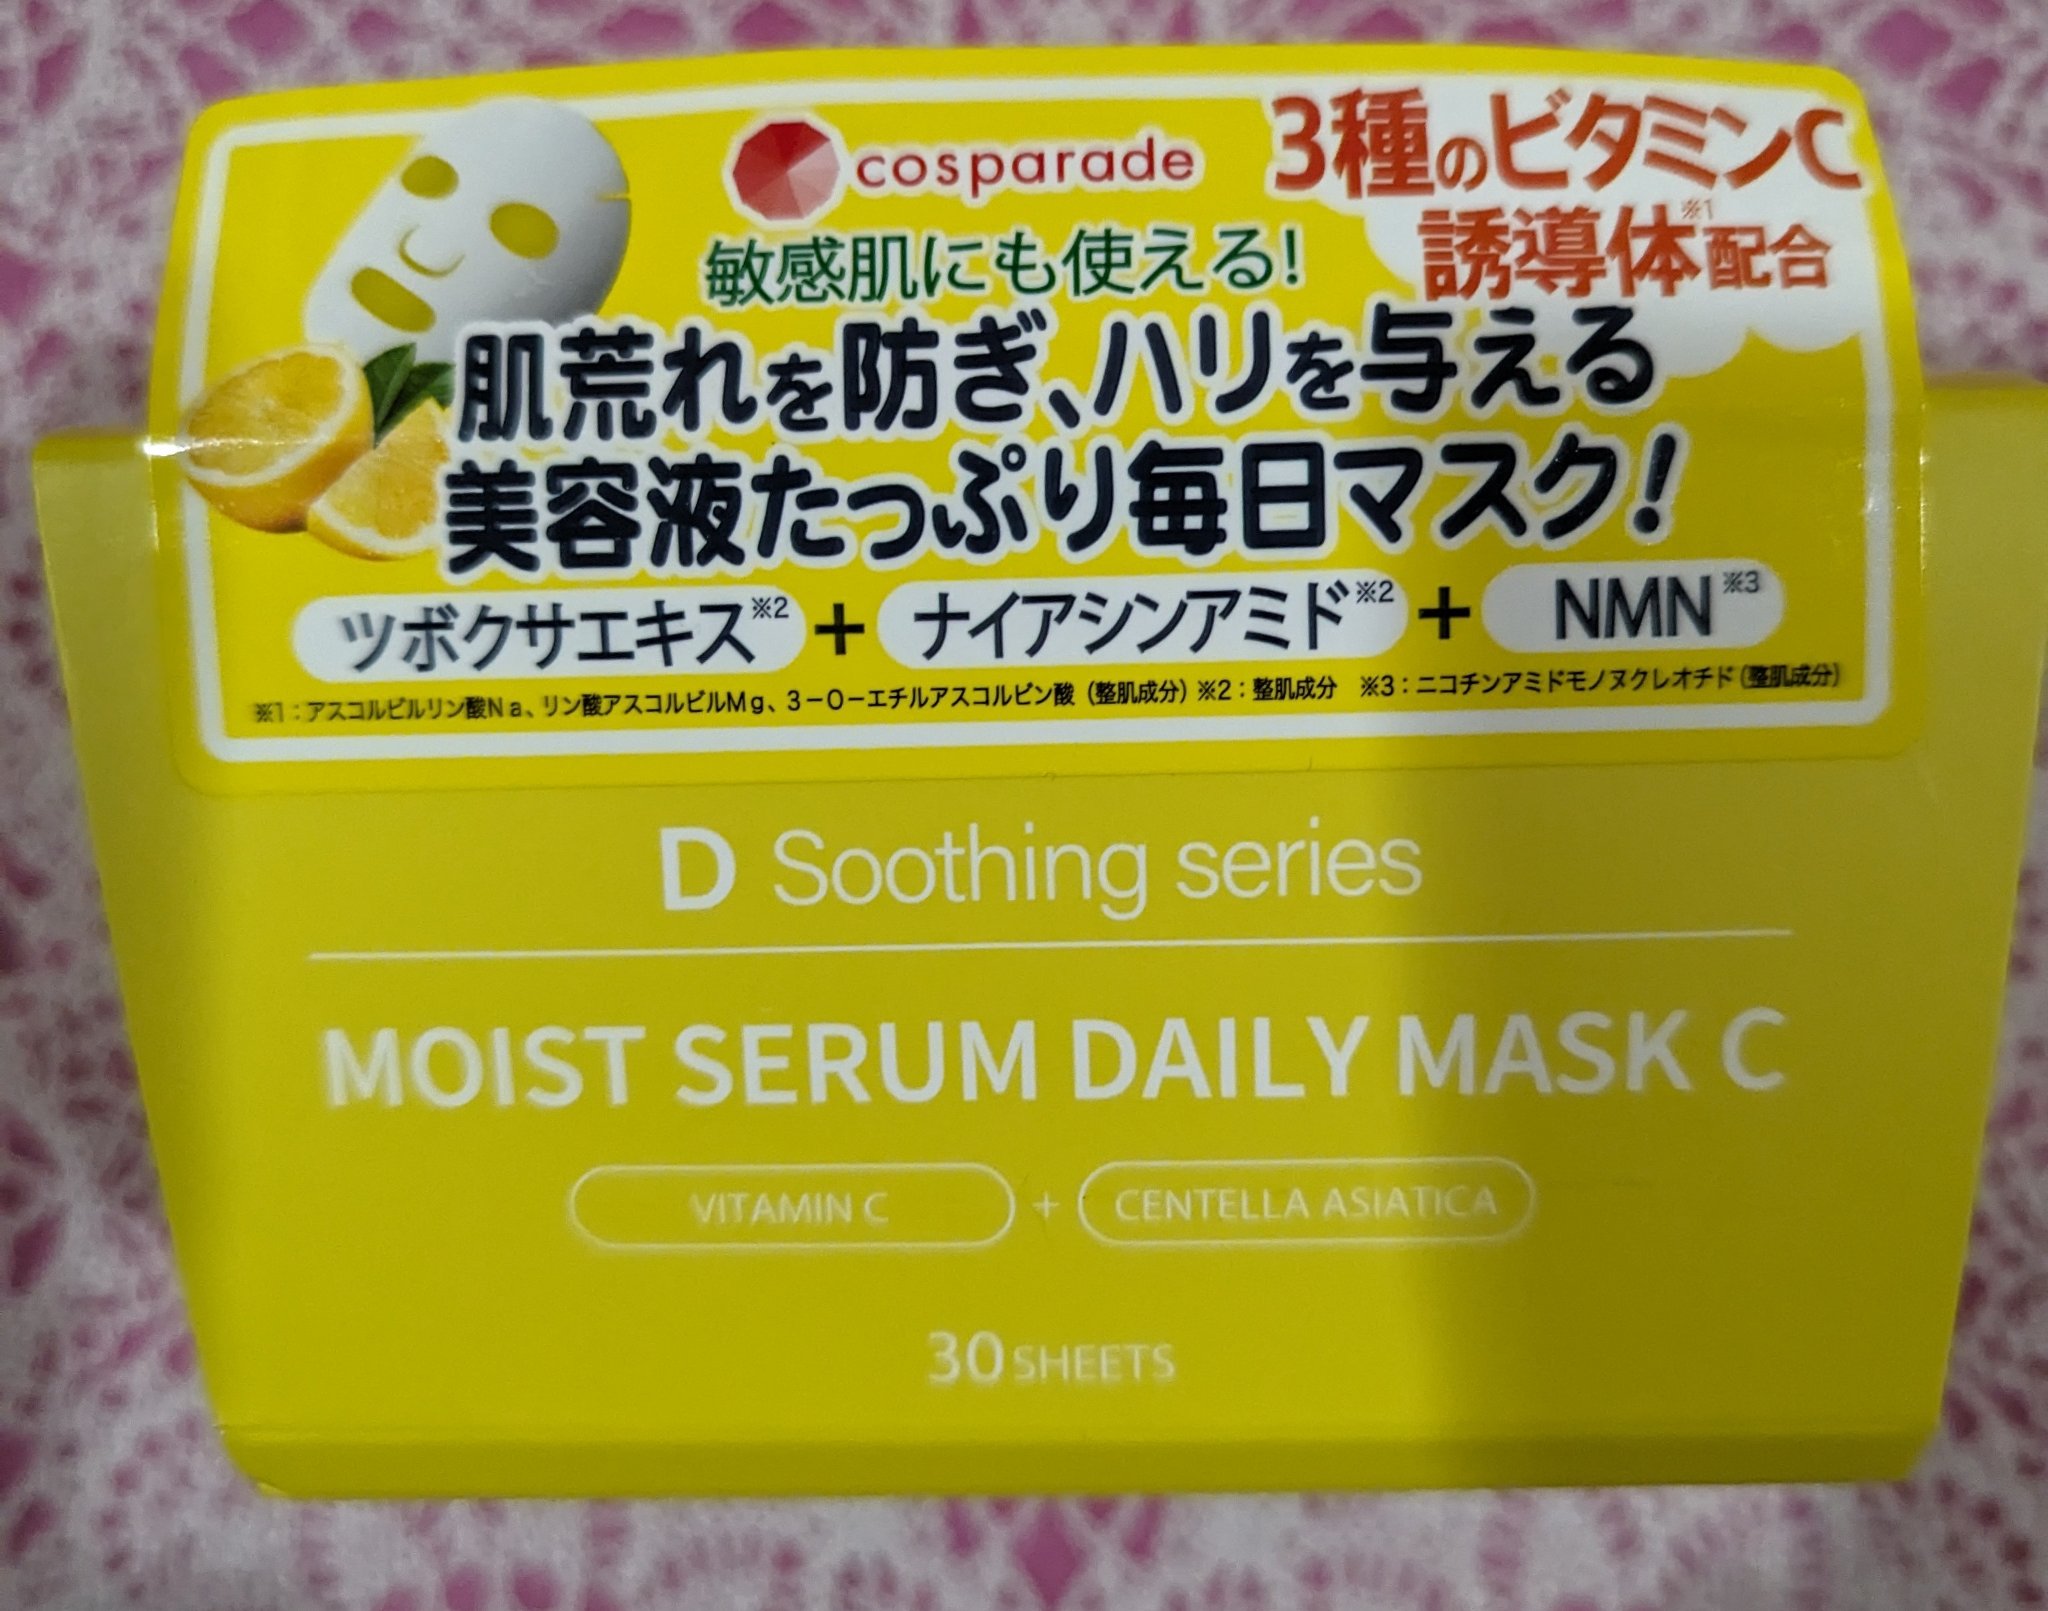 cosparade
3種のビタミンC
誘導体※1配合
敏感肌にも使える!
肌荒れを防ぎ、ハリを与える
美容液たっぷり毎日マスク!
ツボクサエキス※2 + ナイアシンアミド※2 + NMN※3
※1:アスコルビルリン酸Na、リン酸アスコルビルMg、3-O-エチルアスコルビン酸(整肌成分)※2:整肌成分 ※3:ニコチンアミドモノヌクレオチド(整肌成分)
D Soothing series
MOIST SERUM DAILY MASK C
VITAMIN C + CENTELLA ASIATICA
30 SHEETS